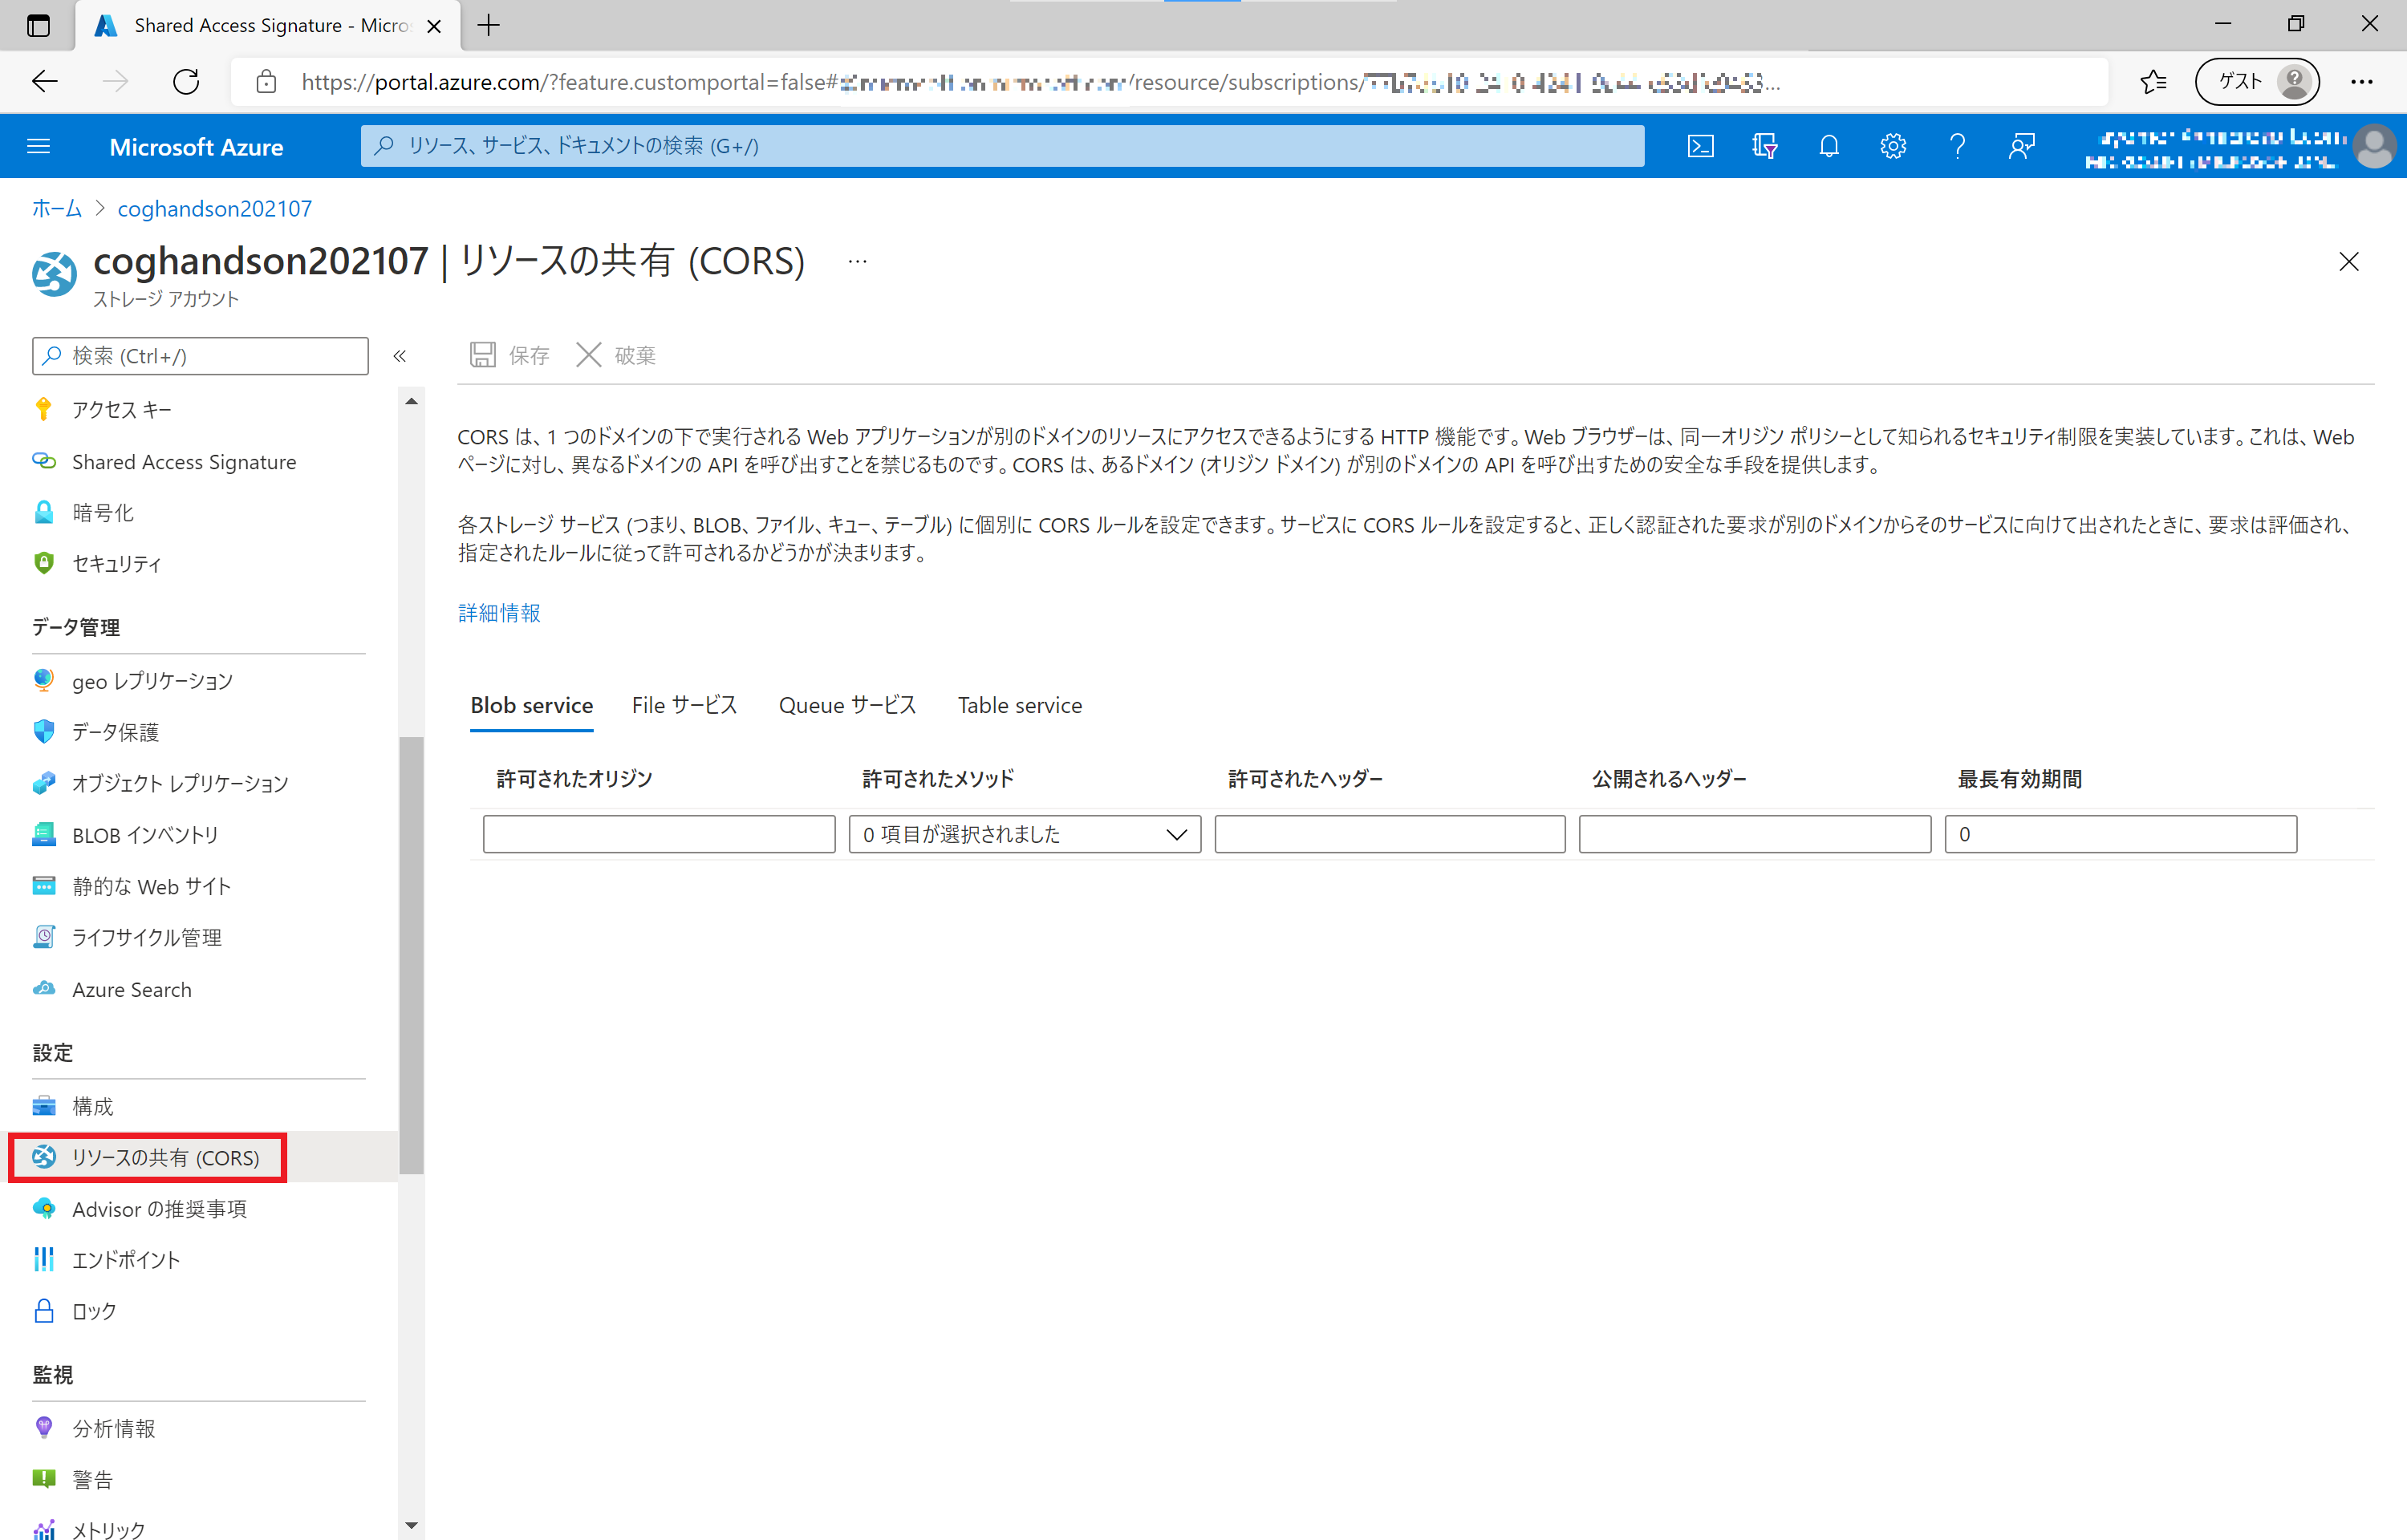 Shared Access Signature - Micro
https://portal.azure.com/?feature.customportal=false#
/resource/subscriptions/
...
ゲスト
Microsoft Azure
リソース、サービス、ドキュメントの検索 (G+/)
ホーム > coghandson202107
coghandson202107 | リソースの共有 (CORS) ...
ストレージ アカウント
検索 (Ctrl+/)
«
保存
破棄
アクセス キー
Shared Access Signature
暗号化
セキュリティ
データ管理
geo レプリケーション
データ保護
オブジェクト レプリケーション
BLOB インベントリ
静的な Web サイト
ライフサイクル管理
Azure Search
設定
構成
リソースの共有 (CORS)
Advisor の推奨事項
エンドポイント
ロック
監視
分析情報
警告
メトリック
CORS は、1 つのドメインの下で実行される Web アプリケーションが別のドメインのリソースにアクセスできるようにする HTTP 機能です。Web ブラウザーは、同一オリジン ポリシーとして知られるセキュリティ制限を実装しています。これは、Web
ページに対し、異なるドメインの API を呼び出すことを禁じるものです。CORS は、あるドメイン (オリジン ドメイン) が別のドメインの API を呼び出すための安全な手段を提供します。
各ストレージ サービス (つまり、BLOB、ファイル、キュー、テーブル) に個別に CORS ルールを設定できます。サービスに CORS ルールを設定すると、正しく認証された要求が別のドメインからそのサービスに向けて出されたときに、要求は評価され、
指定されたルールに従って許可されるかどうかが決まります。
詳細情報
Blob service File サービス Queue サービス Table service
許可されたオリジン 許可されたメソッド 許可されたヘッダー 公開されるヘッダー 最長有効期間
0 項目が選択されました 0